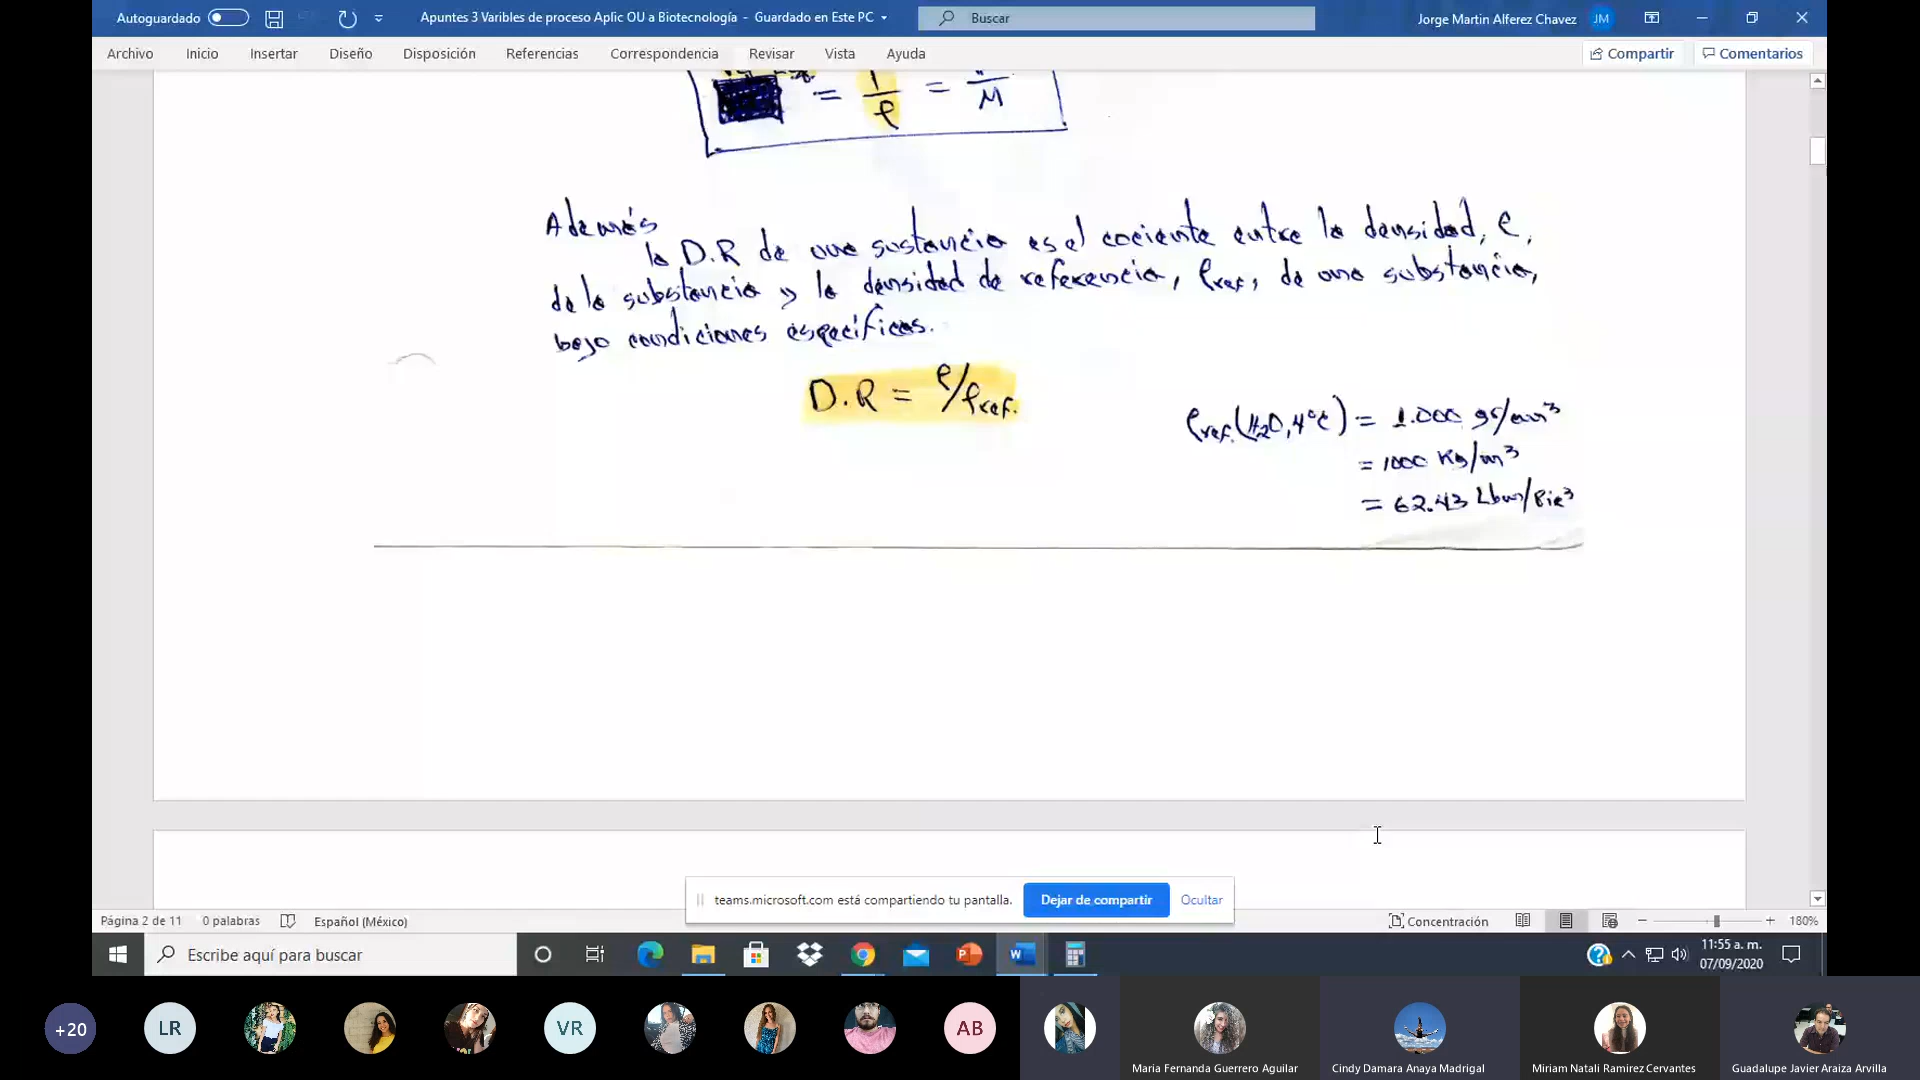 Autoguardado
Apuntes 3 Varibles de proceso Aplic OU a Biotecnología - Guardado en Este PC
Buscar
Jorge Martin Alferez Chavez JM
Archivo Inicio Insertar Diseño Disposición Referencias Correspondencia Revisar Vista Ayuda Compartir Comentarios
= 1/ρ = /M
Además
la D.R de una sustancia es el cociente entre la densidad, ρ,
de la substancia y la densidad de referencia, ρref, de una substancia,
bajo condiciones específicas.
D.R = ρ/ρref.
ρref.(H2O, 4°C) = 1.000 gr/cm³
= 1000 Kg/m³
= 62.43 Lbm/Pie³
teams.microsoft.com está compartiendo tu pantalla. Dejar de compartir Ocultar
Página 2 de 11 0 palabras Español (México) Concentración 180%
Escribe aquí para buscar
11:55 a. m.
07/09/2020
+20 LR VR AB
Maria Fernanda Guerrero Aguilar Cindy Damara Anaya Madrigal Miriam Natali Ramirez Cervantes Guadalupe Javier Araiza Arvilla